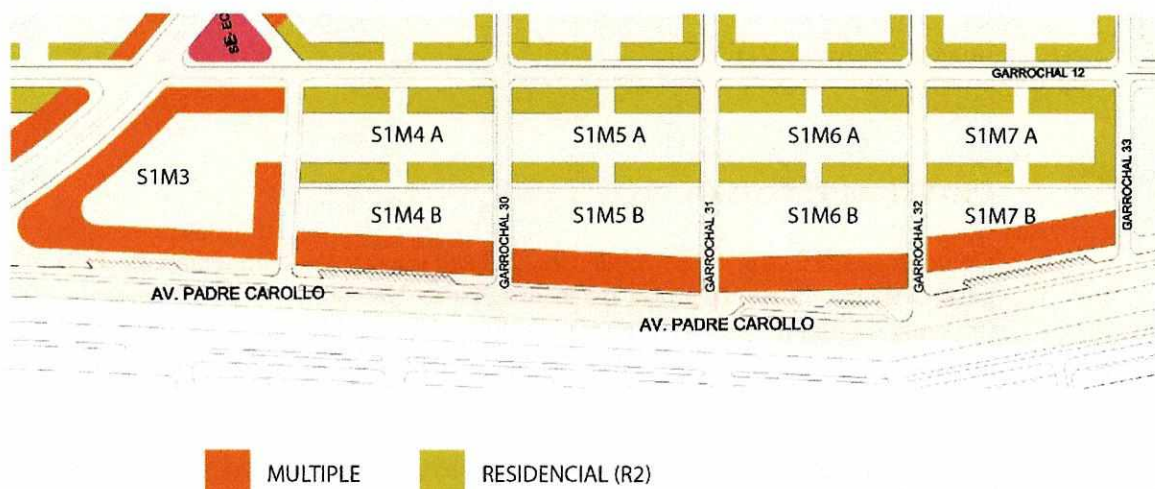 GARROCHAL 12
S1M4 A
S1M5 A
S1M6 A
S1M7 A
S1M3
GARROCHAL 33
S1M4 B
GARROCHAL 30
S1M5 B
GARROCHAL 31
S1M6 B
GARROCHAL 32
S1M7 B
AV. PADRE CAROLLO
AV. PADRE CAROLLO
MULTIPLE
RESIDENCIAL (R2)